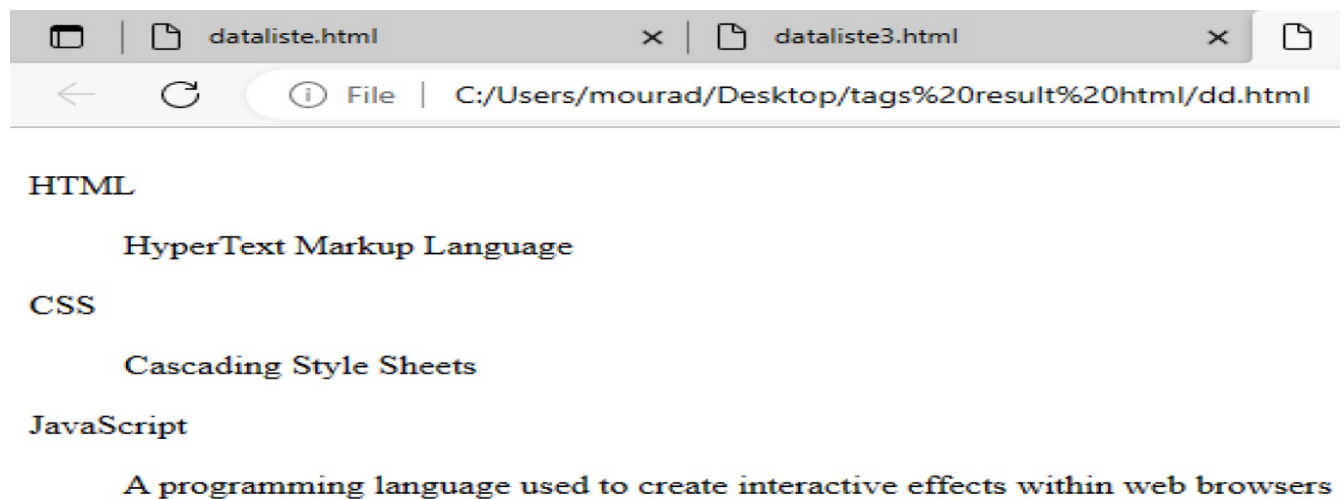 dataliste.html dataliste3.html
File C:/Users/mourad/Desktop/tags%20result%20html/dd.html
HTML
HyperText Markup Language
CSS
Cascading Style Sheets
JavaScript
A programming language used to create interactive effects within web browsers